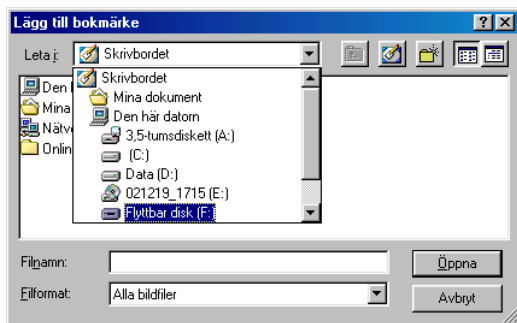 Lägg till bokmärke
Leta i: Skrivbordet
Skrivbordet
Mina dokument
Den här datorn
3,5-tumsdiskett (A:)
(C:)
Data (D:)
021219_1715 (E:)
Flyttbar disk (F:
Den
Mina
Nätv
Onlin
Filnamn:
Öppna
Filformat: Alla bildfiler
Avbryt